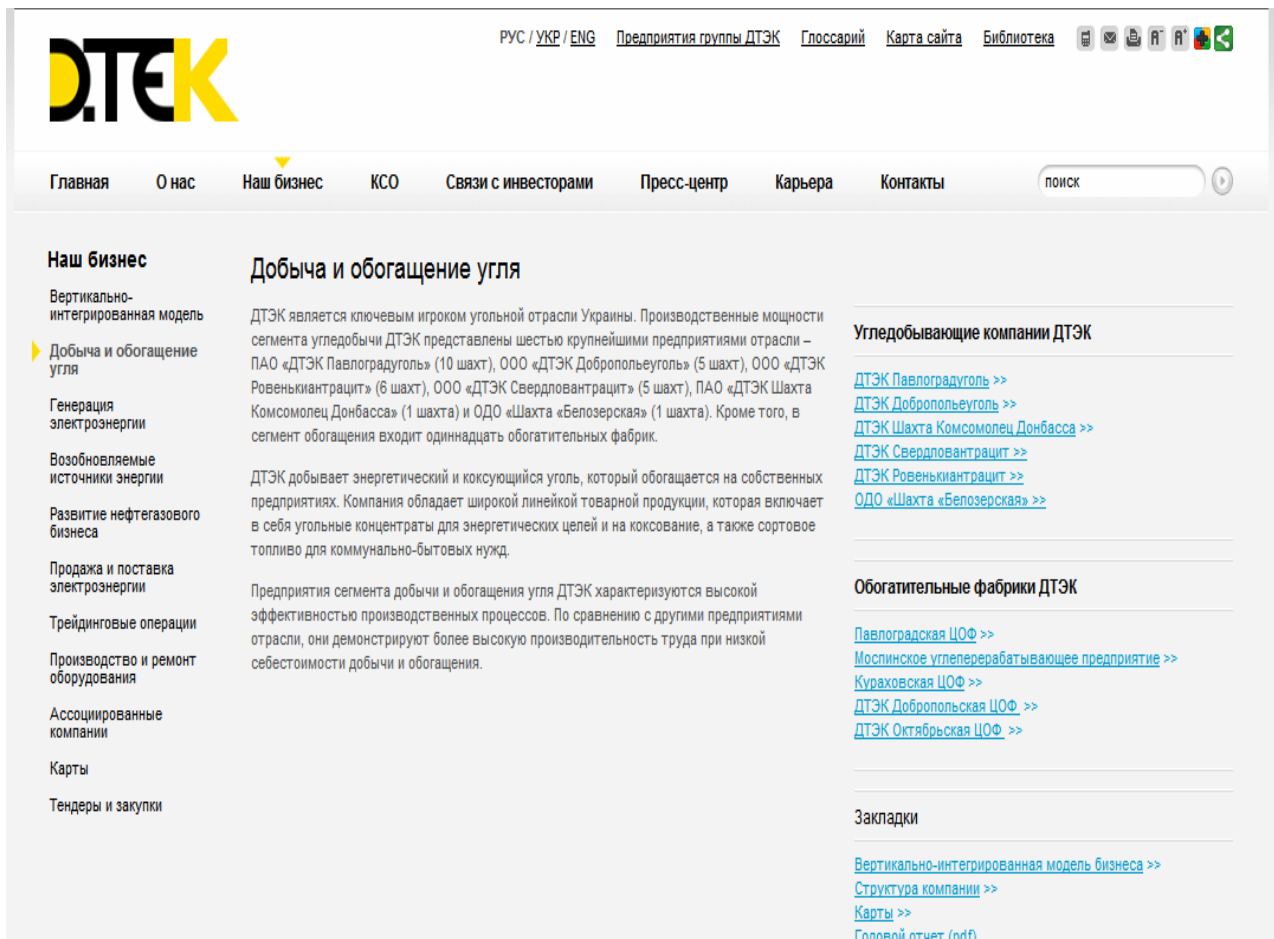 Д.ТЕК
РУС / УКР / ENG Предприятия группы ДТЭК Глоссарий Карта сайта Библиотека A- A+
Главная О нас Наш бизнес КСО Связи с инвесторами Пресс-центр Карьера Контакты поиск
Наш бизнес
Вертикально-
интегрированная модель
Добыча и обогащение
угля
Генерация
электроэнергии
Возобновляемые
источники энергии
Развитие нефтегазового
бизнеса
Продажа и поставка
электроэнергии
Трейдинговые операции
Производство и ремонт
оборудования
Ассоциированные
компании
Карты
Тендеры и закупки
Добыча и обогащение угля
ДТЭК является ключевым игроком угольной отрасли Украины. Производственные мощности
сегмента угледобычи ДТЭК представлены шестью крупнейшими предприятиями отрасли –
ПАО «ДТЭК Павлоградуголь» (10 шахт), ООО «ДТЭК Добропольеуголь» (5 шахт), ООО «ДТЭК
Ровенькиантрацит» (6 шахт), ООО «ДТЭК Свердловантрацит» (5 шахт), ПАО «ДТЭК Шахта
Комсомолец Донбасса» (1 шахта) и ОДО «Шахта «Белозерская» (1 шахта). Кроме того, в
сегмент обогащения входит одиннадцать обогатительных фабрик.
ДТЭК добывает энергетический и коксующийся уголь, который обогащается на собственных
предприятиях. Компания обладает широкой линейкой товарной продукции, которая включает
в себя угольные концентраты для энергетических целей и на коксование, а также сортовое
топливо для коммунально-бытовых нужд.
Предприятия сегмента добычи и обогащения угля ДТЭК характеризуются высокой
эффективностью производственных процессов. По сравнению с другими предприятиями
отрасли, они демонстрируют более высокую производительность труда при низкой
себестоимости добычи и обогащения.
Угледобывающие компании ДТЭК
ДТЭК Павлоградуголь >>
ДТЭК Добропольеуголь >>
ДТЭК Шахта Комсомолец Донбасса >>
ДТЭК Свердловантрацит >>
ДТЭК Ровенькиантрацит >>
ОДО «Шахта «Белозерская» >>
Обогатительные фабрики ДТЭК
Павлоградская ЦОФ >>
Моспинское углеперерабатывающее предприятие >>
Кураховская ЦОФ >>
ДТЭК Добропольская ЦОФ >>
ДТЭК Октябрьская ЦОФ >>
Закладки
Вертикально-интегрированная модель бизнеса >>
Структура компании >>
Карты >>
Годовой отчет (pdf)